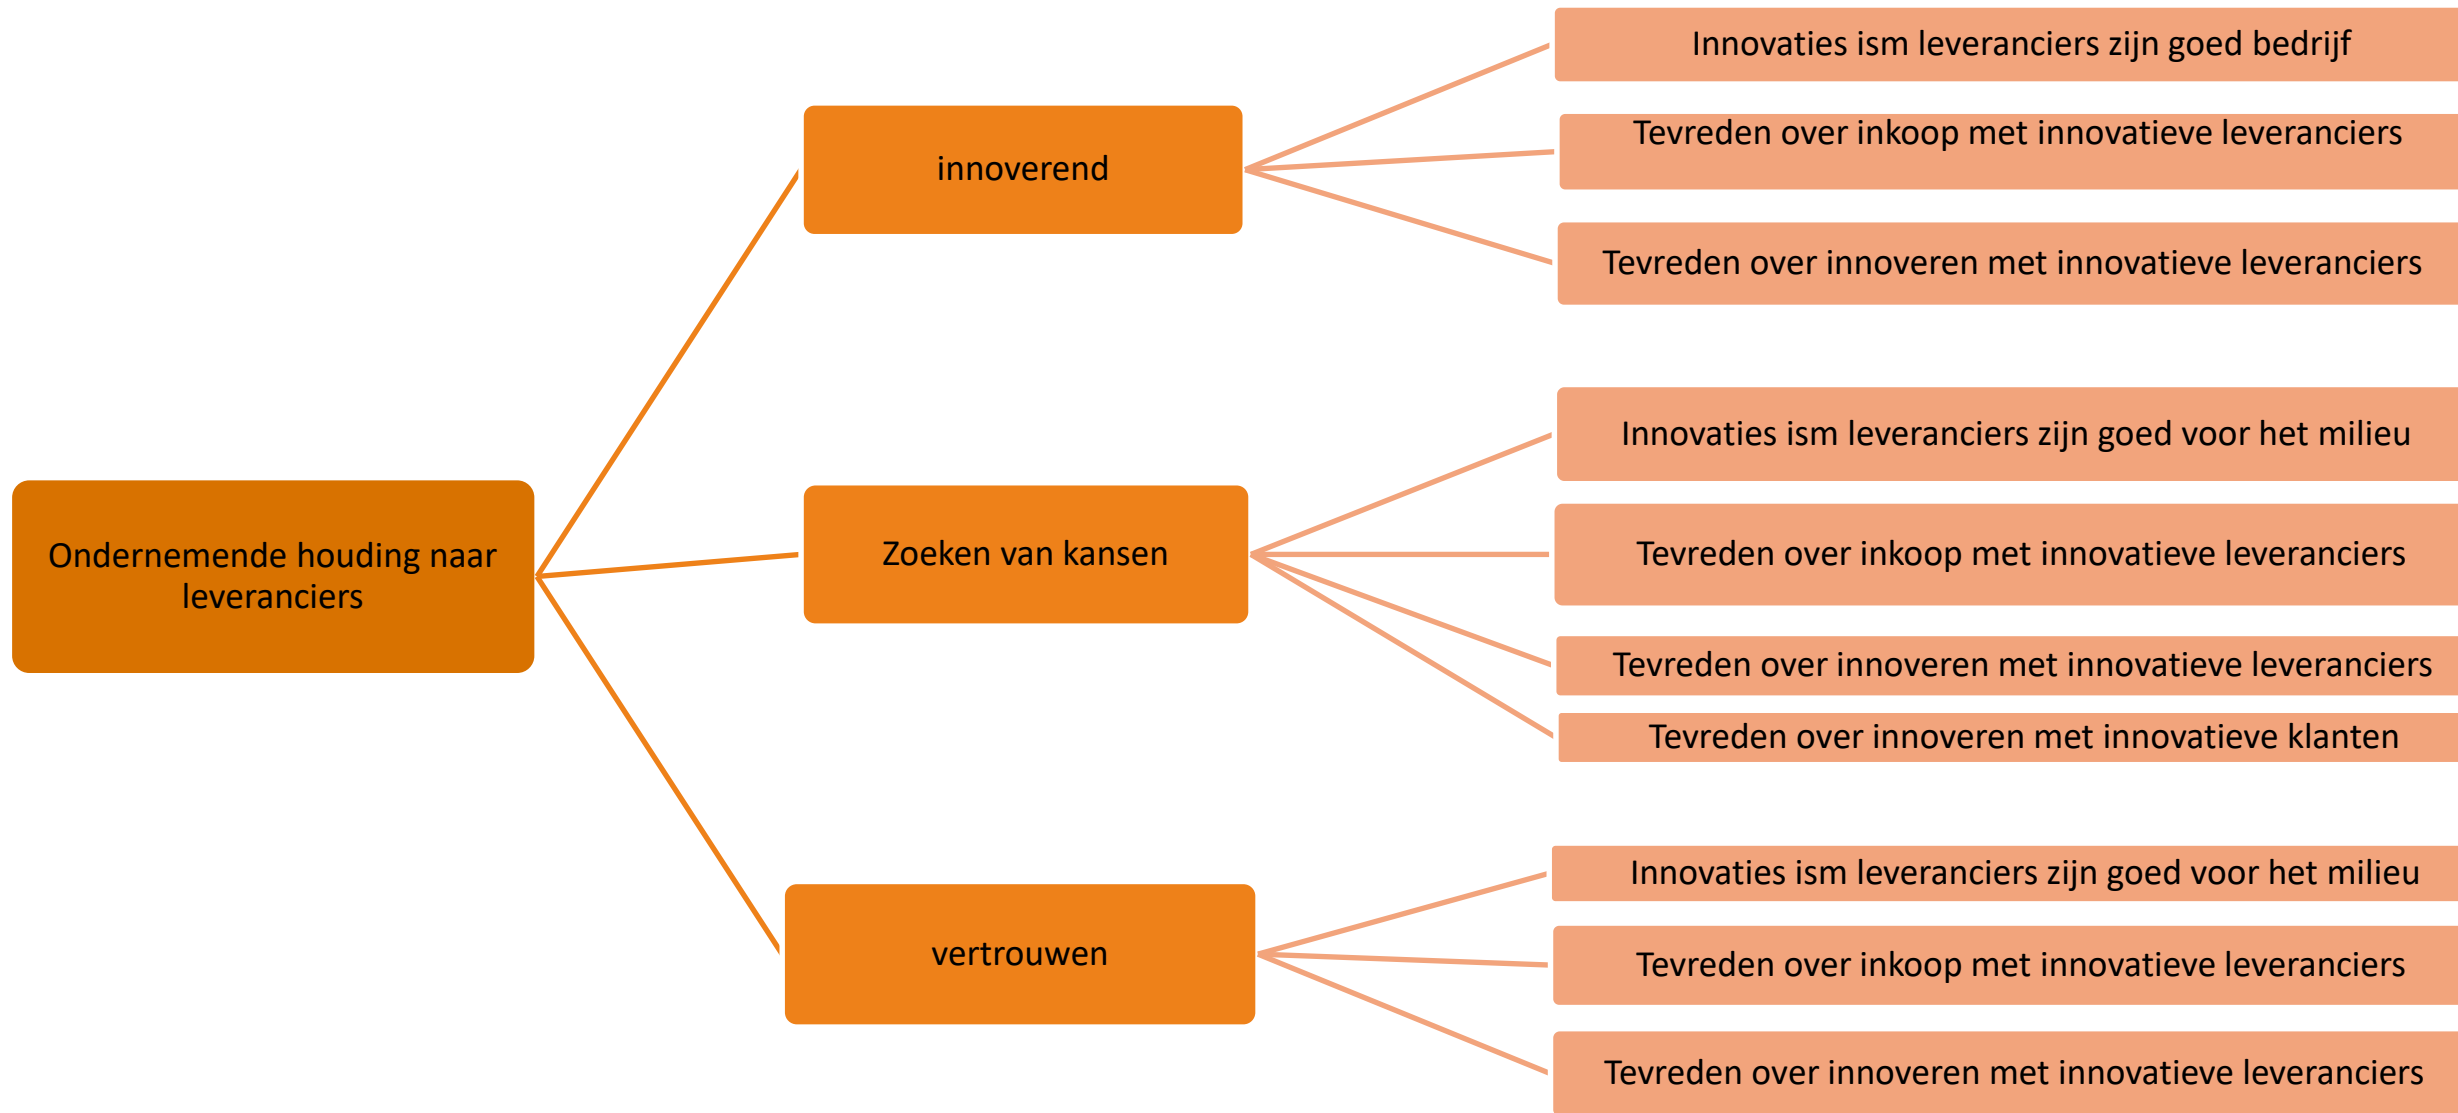 Ondernemende houding naar
leveranciers
innoverend
Innovaties ism leveranciers zijn goed bedrijf
Tevreden over inkoop met innovatieve leveranciers
Tevreden over innoveren met innovatieve leveranciers
Zoeken van kansen
Innovaties ism leveranciers zijn goed voor het milieu
Tevreden over inkoop met innovatieve leveranciers
Tevreden over innoveren met innovatieve leveranciers
Tevreden over innoveren met innovatieve klanten
vertrouwen
Innovaties ism leveranciers zijn goed voor het milieu
Tevreden over inkoop met innovatieve leveranciers
Tevreden over innoveren met innovatieve leveranciers